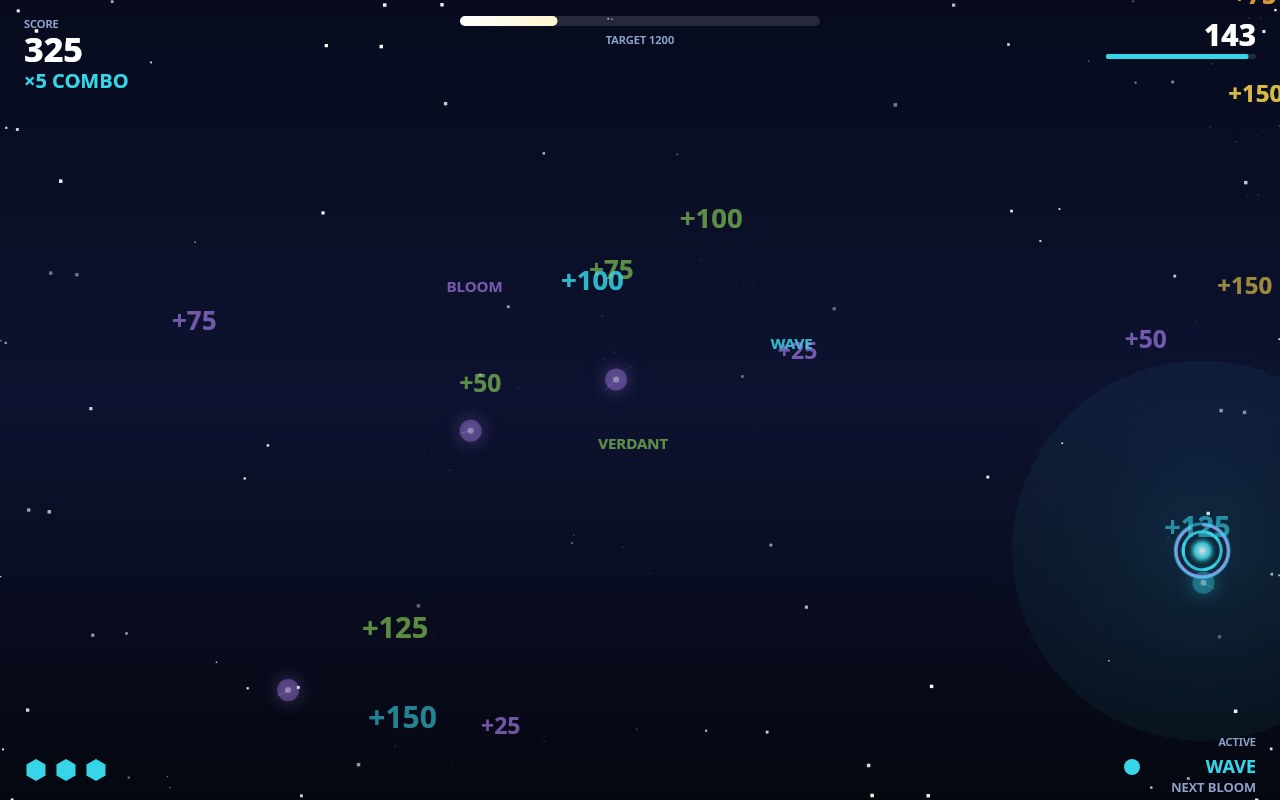 SCORE
325
×5 COMBO
TARGET 1200
143
+150
+100
+75
+100
BLOOM
+150
+75
WAVE
+25
+50
+50
VERDANT
+125
+125
+150
+25
ACTIVE
WAVE
NEXT BLOOM